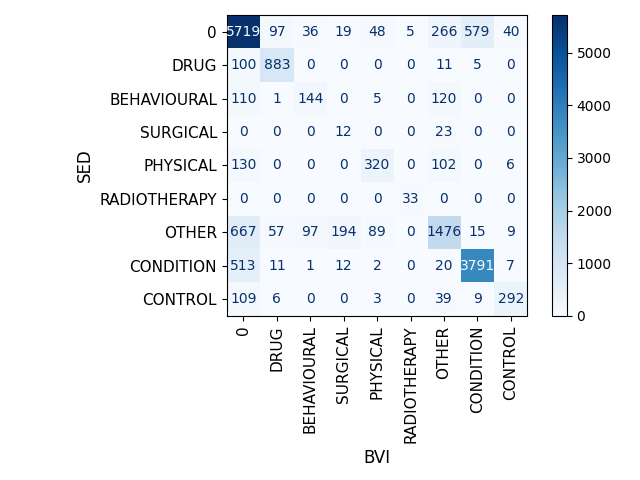 0 5719 97 36 19 48 5 266 579 40
DRUG 100 883 0 0 0 0 11 5 0
BEHAVIOURAL 110 1 144 0 5 0 120 0 0
SURGICAL 0 0 0 12 0 0 23 0 0
PHYSICAL 130 0 0 0 320 0 102 0 6
RADIOTHERAPY 0 0 0 0 0 33 0 0 0
OTHER 667 57 97 194 89 0 1476 15 9
CONDITION 513 11 1 12 2 0 20 3791 7
CONTROL 109 6 0 0 3 0 39 9 292
SED
0 DRUG BEHAVIOURAL SURGICAL PHYSICAL RADIOTHERAPY OTHER CONDITION CONTROL
BVI
5000
4000
3000
2000
1000
0